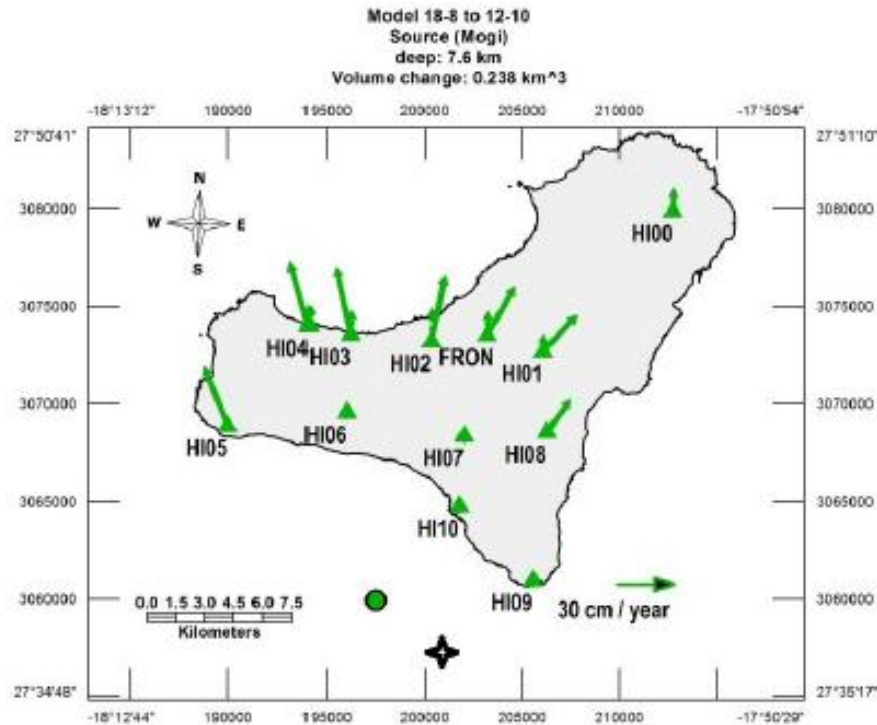 Model 18-8 to 12-10
Source (Mogi)
deep: 7.6 km
Volume change: 0.238 km^3
-18°13'12" 190000 195000 200000 205000 210000 -17°50'54"
27°50'41" 27°51'10"
N
3080000 W E HI00 3080000
S
3075000 3075000
HI04 HI03 HI02 FRON HI01
3070000 3070000
HI05 HI06 HI07 HI08
3065000 3065000
HI10
HI09
3060000 0.0 1.5 3.0 4.5 6.0 7.5 30 cm / year 3060000
Kilometers
27°34'48" 27°35'17"
-18°12'44" 190000 195000 200000 205000 210000 -17°50'29"